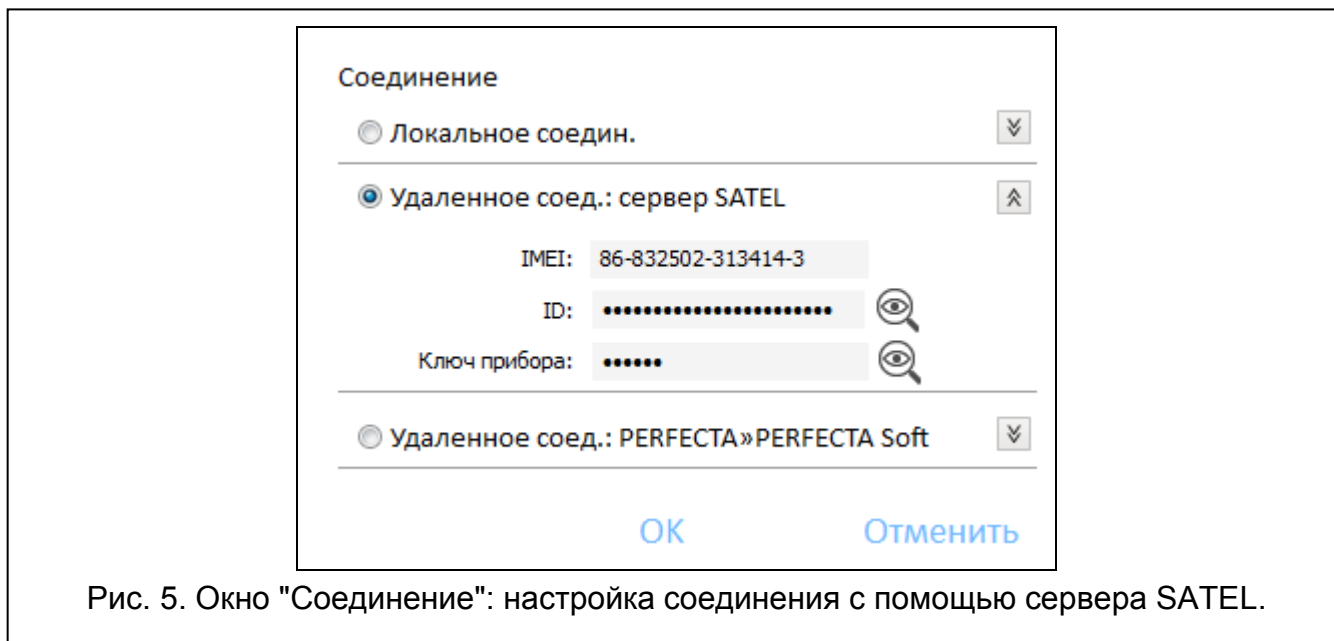 Соединение
Локальное соедин.
Удаленное соед.: сервер SATEL
IMEI: 86-832502-313414-3
ID: •••••••••••••••••••••••
Ключ прибора: ••••••
Удаленное соед.: PERFECTA»PERFECTA Soft
OK Отменить
Рис. 5. Окно "Соединение": настройка соединения с помощью сервера SATEL.